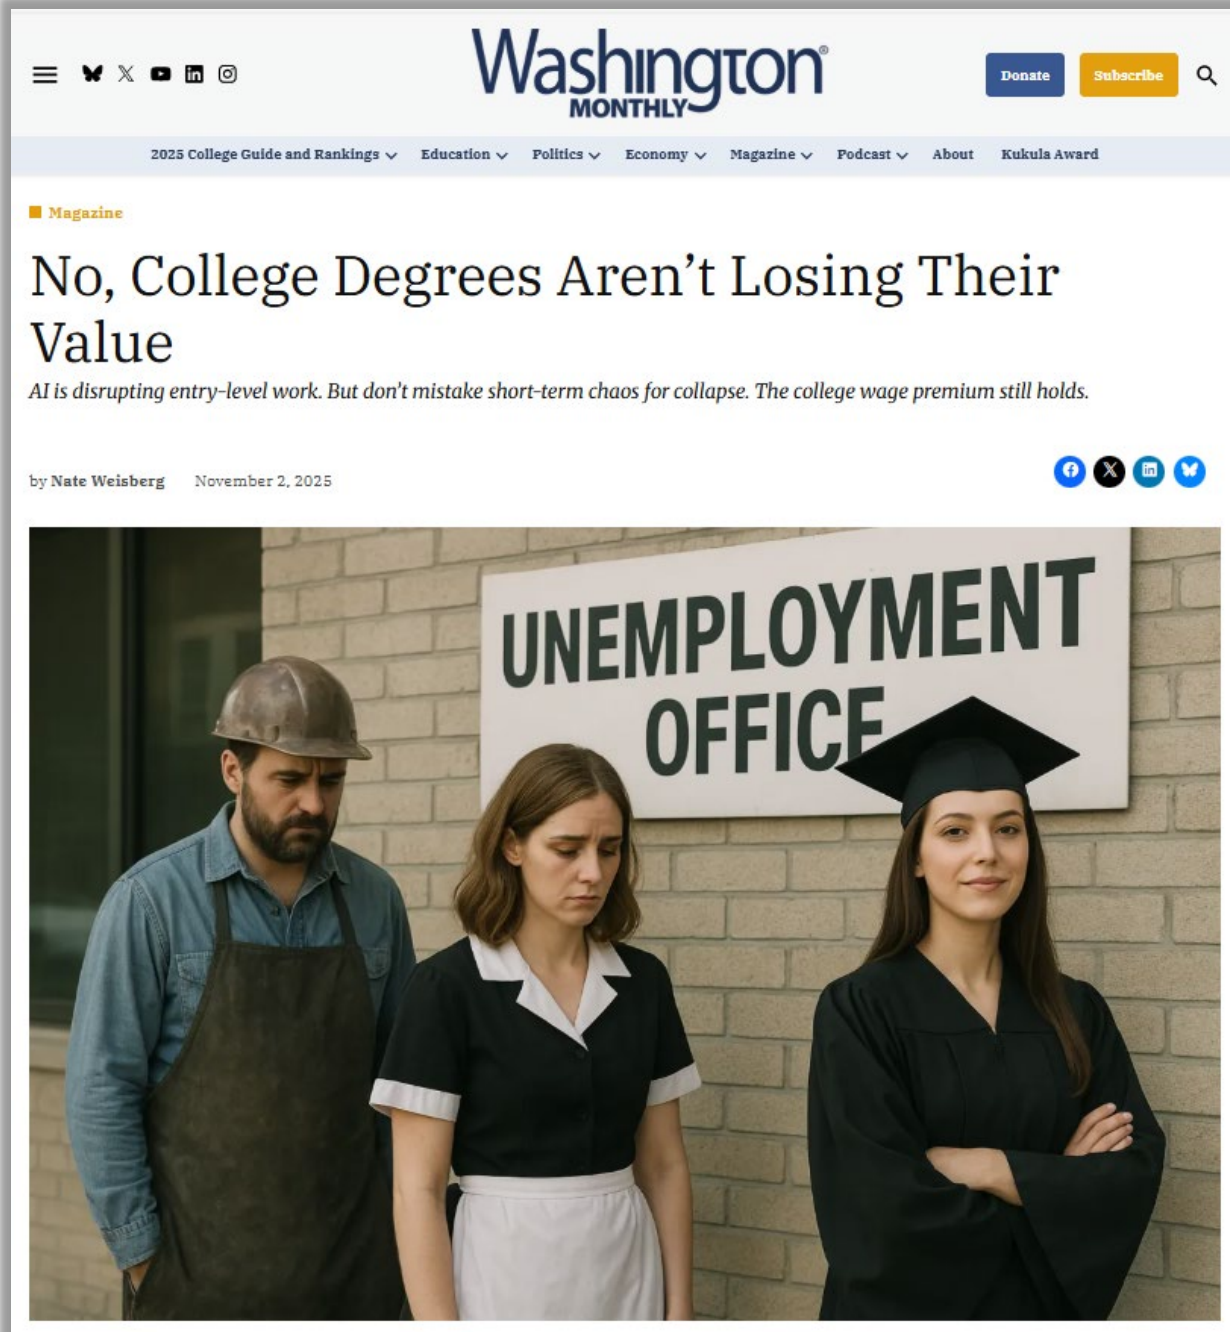 Washington®
MONTHLY
Donate
Subscribe
2025 College Guide and Rankings
Education
Politics
Economy
Magazine
Podcast
About
Kukula Award
Magazine
No, College Degrees Aren’t Losing Their
Value
AI is disrupting entry-level work. But don’t mistake short-term chaos for collapse. The college wage premium still holds.
by Nate Weisberg November 2, 2025
UNEMPLOYMENT
OFFICE